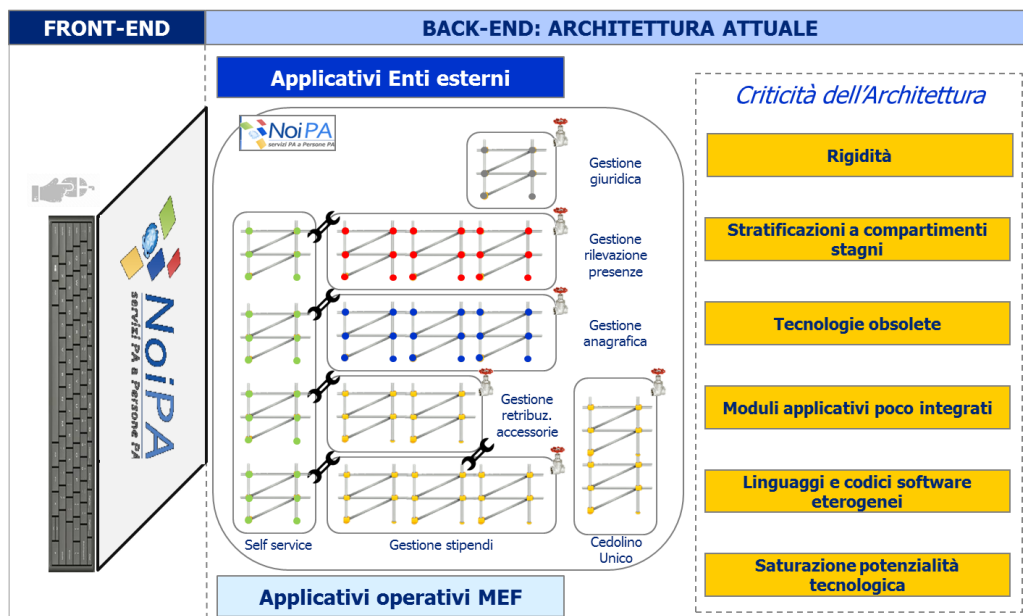 FRONT-END
BACK-END: ARCHITETTURA ATTUALE
Applicativi Enti esterni
NoiPA
servizi PA a Persone PA
NoiPA
servizi PA a Persone PA
Gestione
giuridica
Gestione
rilevazione
presenze
Gestione
anagrafica
Gestione
retribuz.
accessorie
Self service
Gestione stipendi
Cedolino
Unico
Applicativi operativi MEF
Criticità dell'Architettura
Rigidità
Stratificazioni a compartimenti
stagni
Tecnologie obsolete
Moduli applicativi poco integrati
Linguaggi e codici software
eterogenei
Saturazione potenzialità
tecnologica